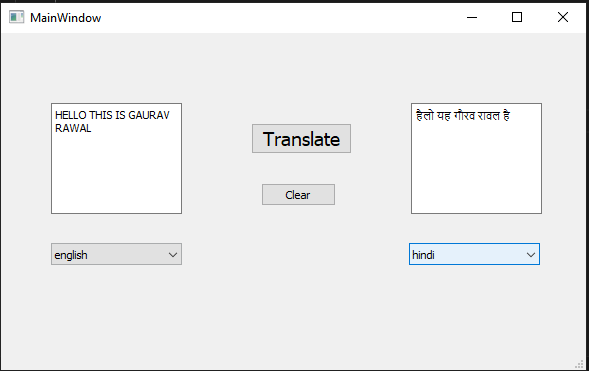 MainWindow
HELLO THIS IS GAURAV
RAWAL
Translate
हैलो यह गौरव रावल है
Clear
english
hindi